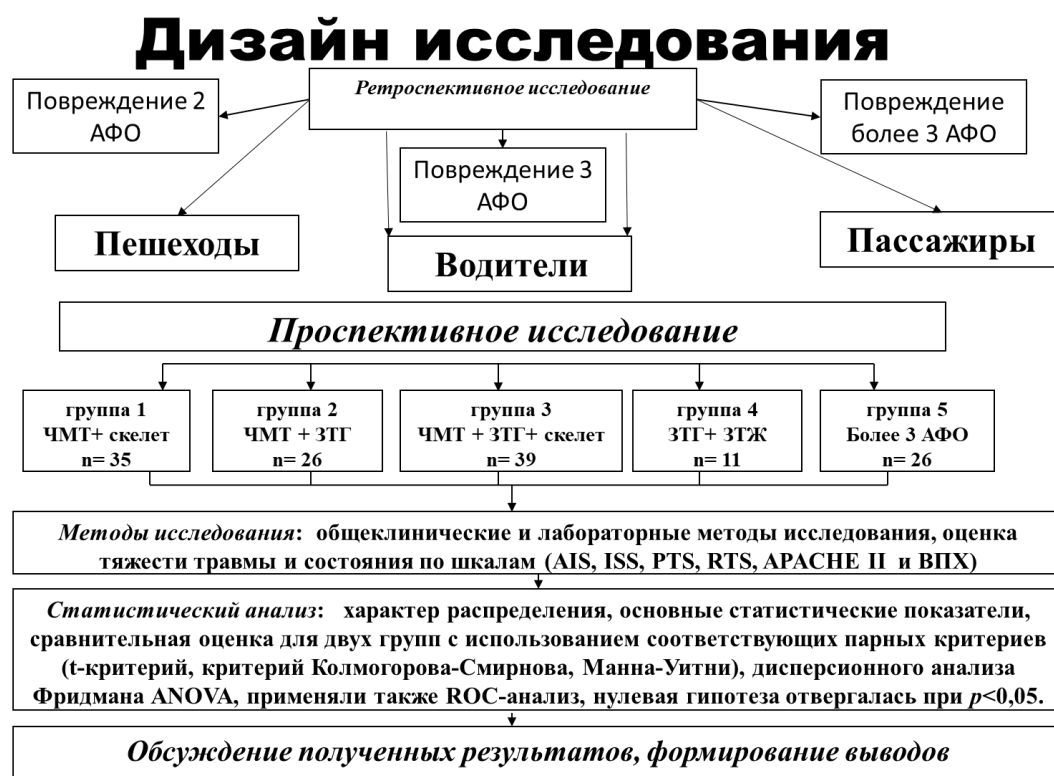 Дизайн исследования
Ретроспективное исследование
Повреждение 2
АФО
Повреждение 3
АФО
Повреждение
более 3 АФО
Пешеходы
Водители
Пассажиры
Проспективное исследование
группа 1
ЧМТ+ скелет
n= 35
группа 2
ЧМТ + ЗТГ
n= 26
группа 3
ЧМТ + ЗТГ+ скелет
n= 39
группа 4
ЗТГ+ ЗТЖ
n= 11
группа 5
Более 3 АФО
n= 26
Методы исследования: общеклинические и лабораторные методы исследования, оценка
тяжести травмы и состояния по шкалам (AIS, ISS, PTS, RTS, APACHE II и ВПХ)
Статистический анализ: характер распределения, основные статистические показатели,
сравнительная оценка для двух групп с использованием соответствующих парных критериев
(t-критерий, критерий Колмогорова-Смирнова, Манна-Уитни), дисперсионного анализа
Фридмана ANOVA, применяли также ROC-анализ, нулевая гипотеза отвергалась при p<0,05.
Обсуждение полученных результатов, формирование выводов